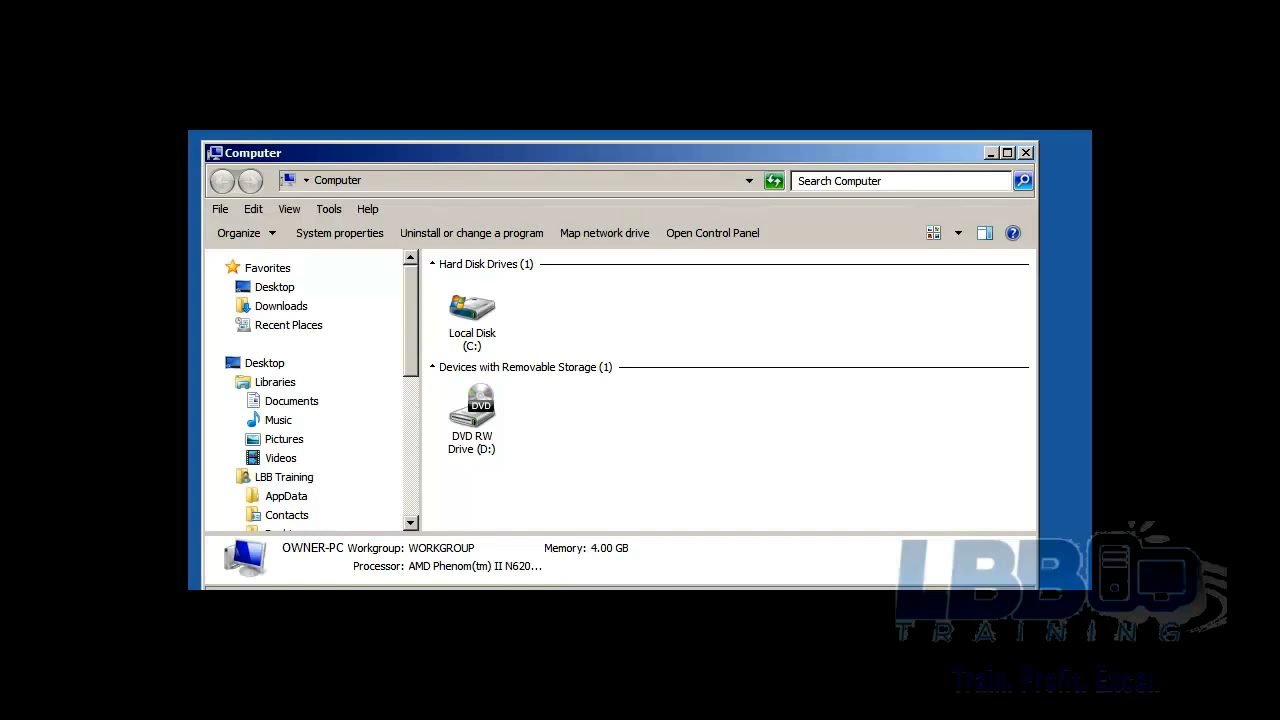 Computer
Computer
Search Computer
File Edit View Tools Help
Organize System properties Uninstall or change a program Map network drive Open Control Panel
Favorites
Desktop
Downloads
Recent Places
Desktop
Libraries
Documents
Music
Pictures
Videos
LBB Training
AppData
Contacts
Hard Disk Drives (1)
Local Disk
(C:)
Devices with Removable Storage (1)
DVD
DVD RW
Drive (D:)
OWNER-PC Workgroup: WORKGROUP Memory: 4.00 GB
Processor: AMD Phenom(tm) II N620...
LBB
TRAINING
Train. Profit. Excel.